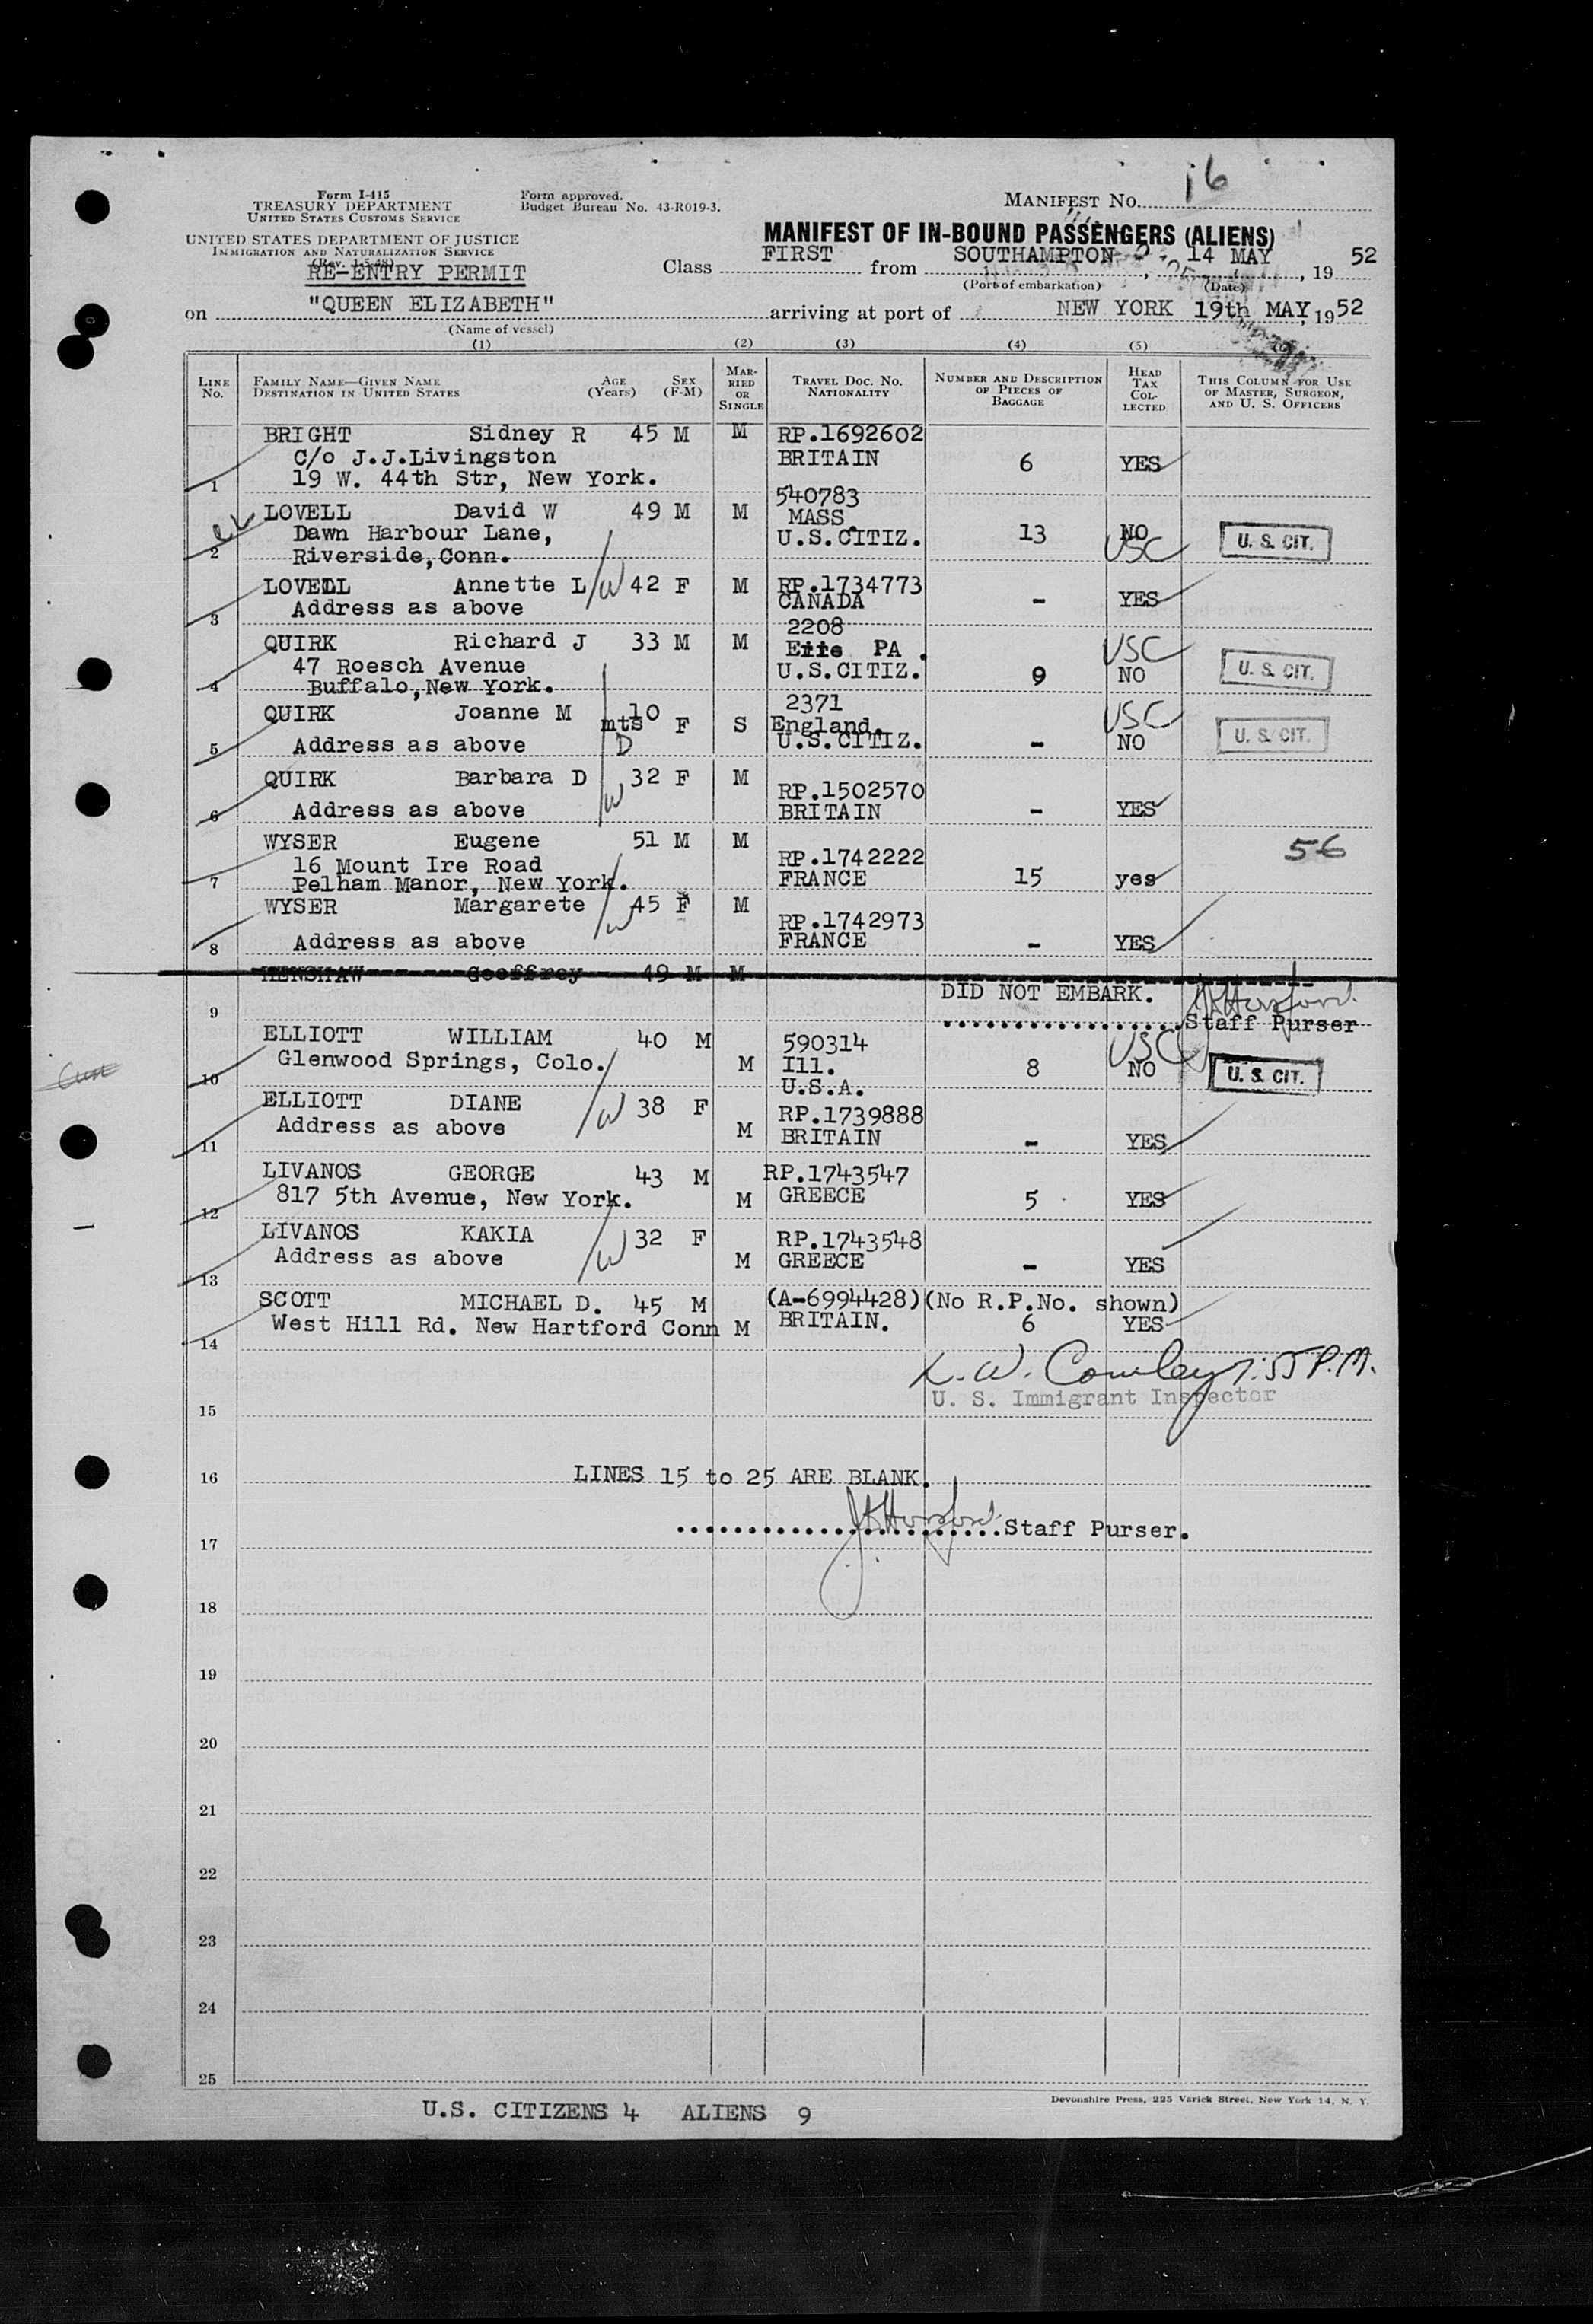 Form I-415
TREASURY DEPARTMENT
UNITED STATES CUSTOMS SERVICE
Form approved.
Budget Bureau No. 43-R019-3.
MANIFEST No. 16
UNITED STATES DEPARTMENT OF JUSTICE
IMMIGRATION AND NATURALIZATION SERVICE
(Rev. 1-5-48)
RE-ENTRY PERMIT
MANIFEST OF IN-BOUND PASSENGERS (ALIENS)
Class FIRST from SOUTHAMPTON, 14 MAY, 19 52
(Port of embarkation) (Date)
on "QUEEN ELIZABETH" arriving at port of NEW YORK 19th MAY, 1952
(Name of vessel)
(1) (2) (3) (4) (5) (6)
LINE No. FAMILY NAME—GIVEN NAME DESTINATION IN UNITED STATES AGE (Years) SEX (F-M) MARRIED OR SINGLE TRAVEL DOC. NO. NATIONALITY NUMBER AND DESCRIPTION OF PIECES OF BAGGAGE HEAD TAX COLLECTED THIS COLUMN FOR USE OF MASTER, SURGEON, AND U. S. OFFICERS
BRIGHT Sidney R 45 M M RP.1692602
C/o J.J.Livingston BRITAIN 6 YES
1 19 W. 44th Str, New York.
LOVELL David W 49 M M 540783
MASS.
Dawn Harbour Lane, U.S.CITIZ. 13 NO USC U. S. CIT.
2 Riverside, Conn.
LOVELL Annette L W 42 F M RP.1734773
3 Address as above CANADA - YES
QUIRK Richard J 33 M M 2208
Erie PA. USC
47 Roesch Avenue U.S.CITIZ. 9 NO U. S. CIT.
4 Buffalo, New York.
QUIRK Joanne M 10 mts F S 2371
England. USC
5 Address as above D U.S.CITIZ. - NO U. S. CIT.
QUIRK Barbara D W 32 F M RP.1502570
6 Address as above BRITAIN - YES
WYSER Eugene 51 M M RP.1742222 56
16 Mount Ire Road FRANCE 15 yes
7 Pelham Manor, New York.
WYSER Margarete W 45 F M RP.1742973
8 Address as above FRANCE - YES
HENSHAW Geoffrey 49 M M
DID NOT EMBARK.
9 Staff Purser
ELLIOTT WILLIAM 40 M 590314 USC
Glenwood Springs, Colo. M Ill. 8 NO U. S. CIT.
10 U.S.A.
ELLIOTT DIANE W 38 F RP.1739888
11 Address as above M BRITAIN - YES
LIVANOS GEORGE 43 M RP.1743547
12 817 5th Avenue, New York. M GREECE 5 YES
LIVANOS KAKIA W 32 F RP.1743548
13 Address as above M GREECE - YES
SCOTT MICHAEL D. 45 M (A-6994428) (No R.P.No. shown)
14 West Hill Rd. New Hartford Conn M BRITAIN. 6 YES
7:55 P.M.
U. S. Immigrant Inspector
15
16 LINES 15 to 25 ARE BLANK.
Staff Purser.
17
18
19
20
21
22
23
24
25
Devonshire Press, 225 Varick Street, New York 14, N. Y.
U.S. CITIZENS 4 ALIENS 9